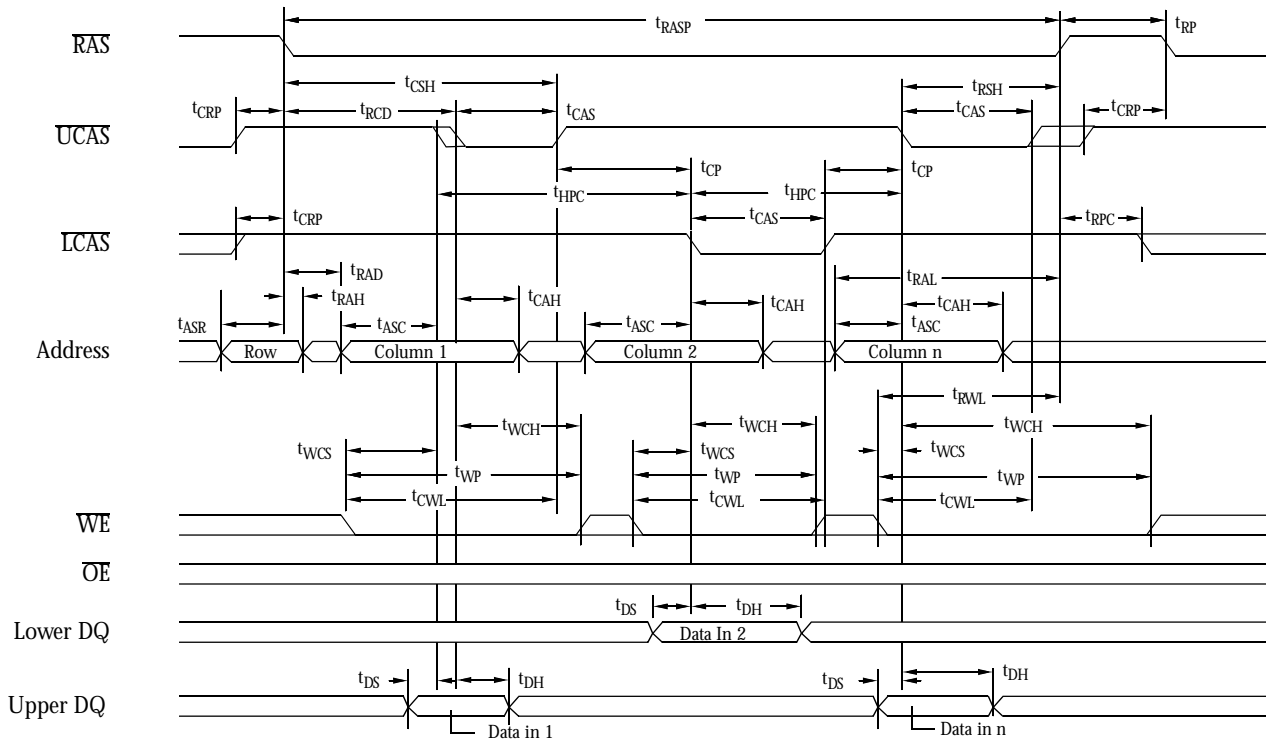 tRASP tRP
RAS
tCSH tRSH
tCRP tRCD tCAS tCAS tCRP
UCAS
tCP tCP
tHPC tHPC
tCRP tCAS tRPC
LCAS
tRAD tRAL
tRAH tCAH tCAH tCAH
tASR tASC tASC tASC
Address Row Column 1 Column 2 Column n
tRWL
tWCH tWCH tWCH
tWCS tWCS tWCS
tWP tWP tWP
tCWL tCWL tCWL
WE
OE
tDS tDH
Lower DQ Data In 2
tDS tDH tDS tDH
Upper DQ
Data in 1 Data in n